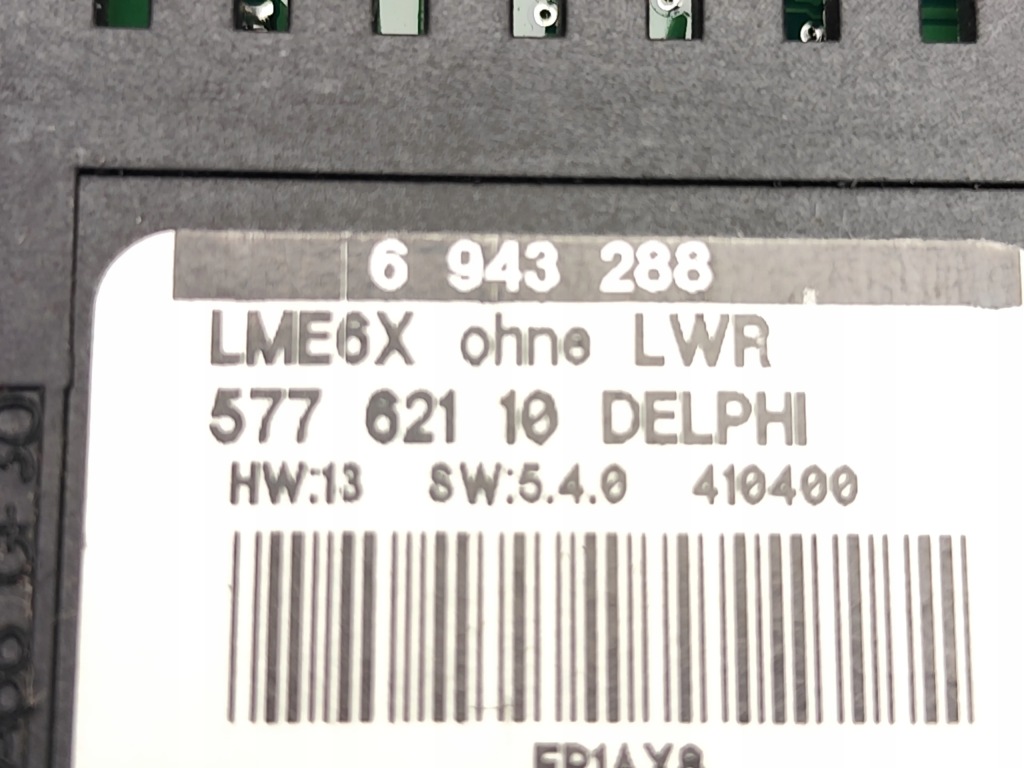 6 943 288
LME6X ohne LWR
577 621 10 DELPHI
HW:13 SW:5.4.0 410400